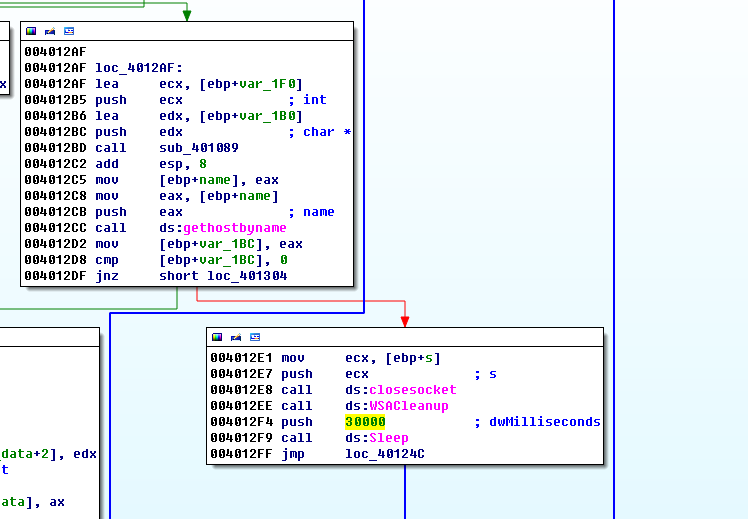 004012AF
004012AF loc_4012AF:
004012AF lea ecx, [ebp+var_1F0]
004012B5 push ecx ; int
004012B6 lea edx, [ebp+var_1B0]
004012BC push edx ; char *
004012BD call sub_401089
004012C2 add esp, 8
004012C5 mov [ebp+name], eax
004012C8 mov eax, [ebp+name]
004012CB push eax ; name
004012CC call ds:gethostbyname
004012D2 mov [ebp+var_1BC], eax
004012D8 cmp [ebp+var_1BC], 0
004012DF jnz short loc_401304
x
004012E1 mov ecx, [ebp+s]
004012E7 push ecx ; s
004012E8 call ds:closesocket
004012EE call ds:WSACleanup
004012F4 push 30000 ; dwMilliseconds
004012F9 call ds:Sleep
004012FF jmp loc_40124C
_data+2], edx
t
ata], ax